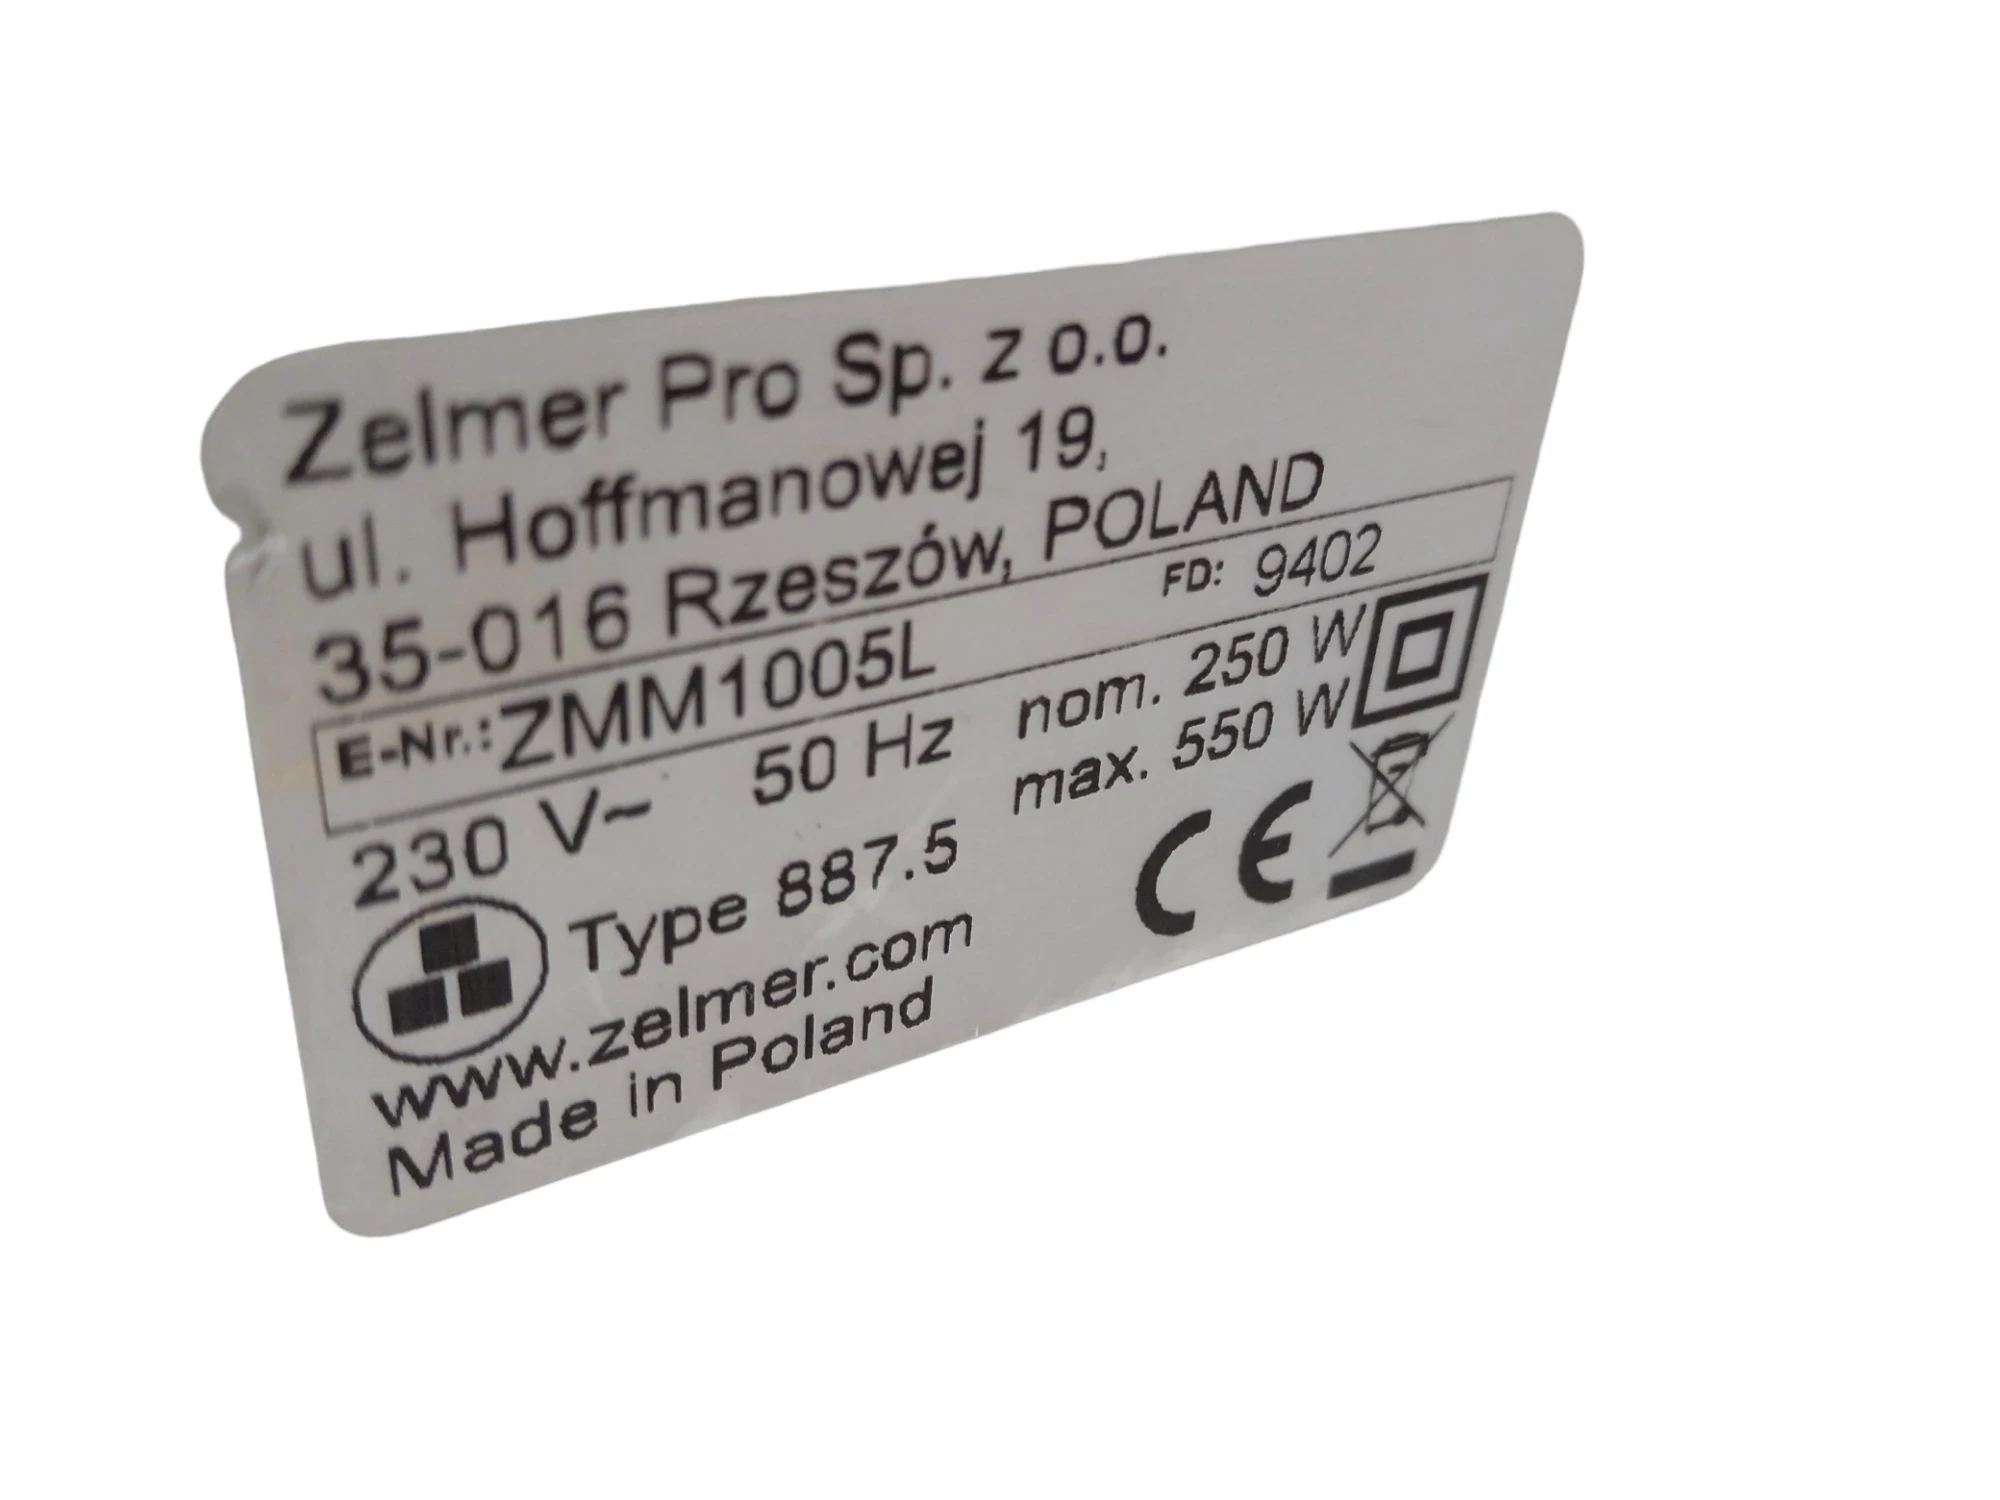 Zelmer Pro Sp. z o.o.
ul. Hoffmanowej 19,
35-016 Rzeszów, POLAND
E-Nr.: ZMM1005L FD: 9402
230 V~ 50 Hz nom. 250 W
max. 550 W
Type 887.5
CE
www.zelmer.com
Made in Poland